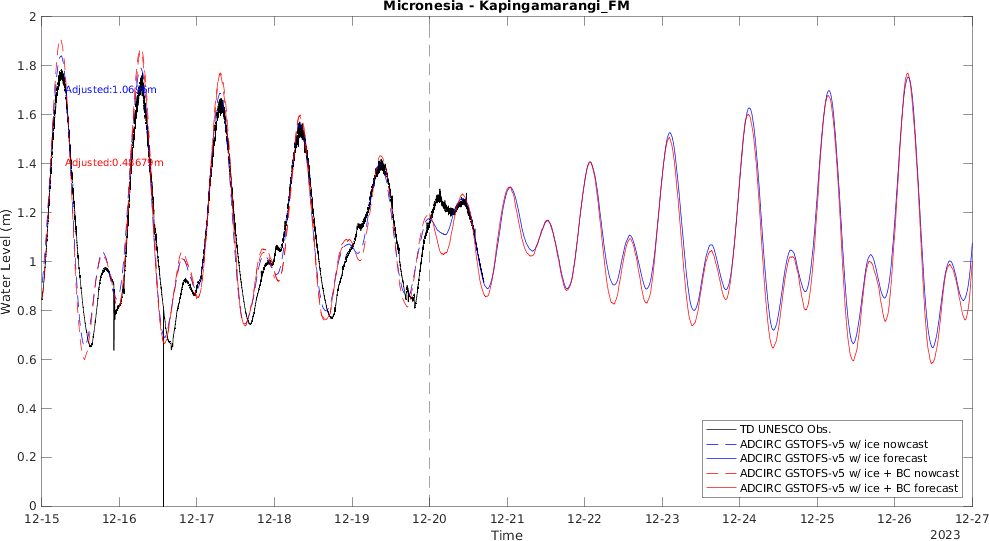 Micronesia - Kapingamarangi_FM
2
1.8
1.6
1.4
1.2
1
0.8
0.6
0.4
0.2
0
Water Level (m)
Adjusted:0.48679m
TD UNESCO Obs.
ADCIRC GSTOFS-v5 w/ ice nowcast
ADCIRC GSTOFS-v5 w/ ice forecast
ADCIRC GSTOFS-v5 w/ ice + BC nowcast
ADCIRC GSTOFS-v5 w/ ice + BC forecast
12-15 12-16 12-17 12-18 12-19 12-20 12-21 12-22 12-23 12-24 12-25 12-26 12-27
Time
2023